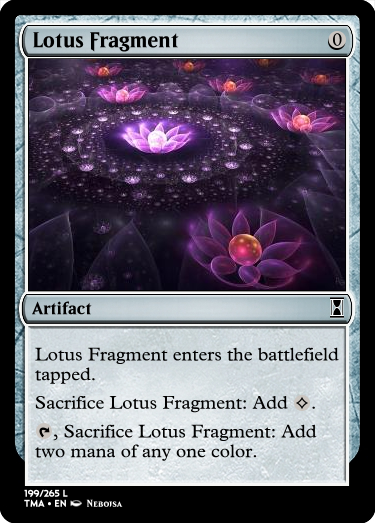 Lotus Fragment 0
Artifact
Lotus Fragment enters the battlefield
tapped.
Sacrifice Lotus Fragment: Add.
, Sacrifice Lotus Fragment: Add
two mana of any one color.
199/265 L
TMA • EN Nebojsa